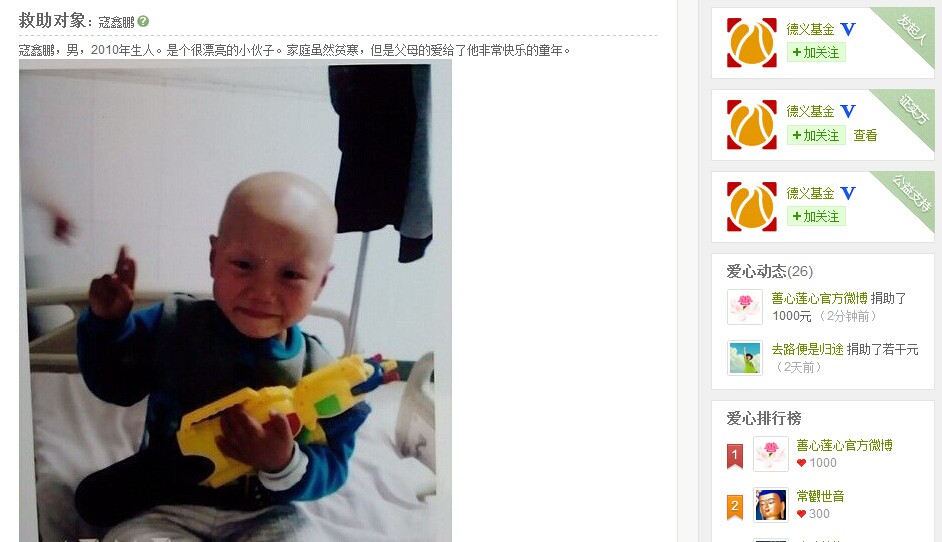 救助对象：寇鑫鹏
寇鑫鹏，男，2010年生人。是个很漂亮的小伙子。家庭虽然贫寒，但是父母的爱给了他非常快乐的童年。
德义基金
+加关注
发起人
德义基金
+加关注 查看
证实方
德义基金
+加关注
公益支持
爱心动态(26)
善心莲心官方微博 捐助了
1000元（2分钟前）
去路便是归途 捐助了若干元
（2天前）
爱心排行榜
1
善心莲心官方微博
1000
2
常觀世音
300